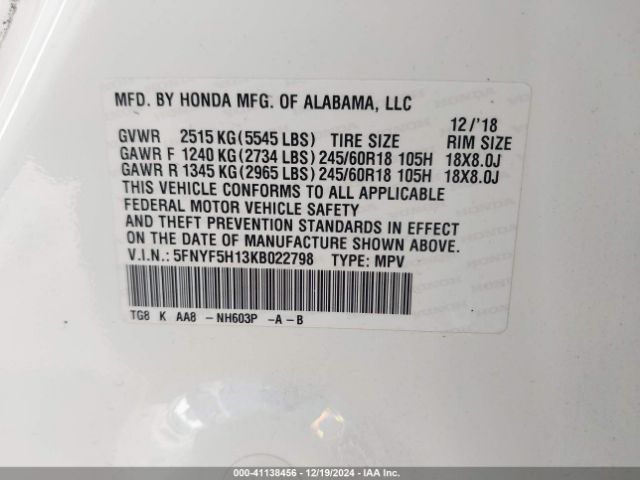 MFD. BY HONDA MFG. OF ALABAMA, LLC
12/'18
GVWR 2515 KG(5545 LBS) TIRE SIZE RIM SIZE
GAWR F 1240 KG(2734 LBS) 245/60R18 105H 18X8.0J
GAWR R 1345 KG(2965 LBS) 245/60R18 105H 18X8.0J
THIS VEHICLE CONFORMS TO ALL APPLICABLE
FEDERAL MOTOR VEHICLE SAFETY
AND THEFT PREVENTION STANDARDS IN EFFECT
ON THE DATE OF MANUFACTURE SHOWN ABOVE.
V.I.N.: 5FNYF5H13KB022798 TYPE: MPV
TG8 K AA8 - NH603P -A - B
000-41138456 - 12/19/2024 - IAA Inc.